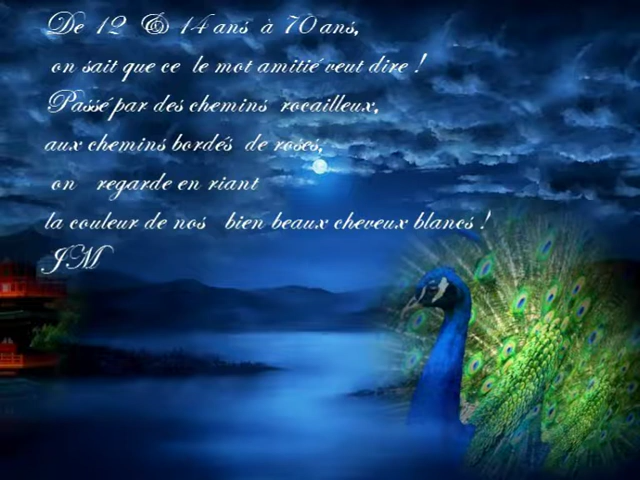 De 12 & 14 ans à 70 ans,
on sait que ce le mot amitié veut dire !
Passé par des chemins rocailleux,
aux chemins bordés de roses,
on regarde en riant
la couleur de nos bien beaux cheveux blancs !
JM